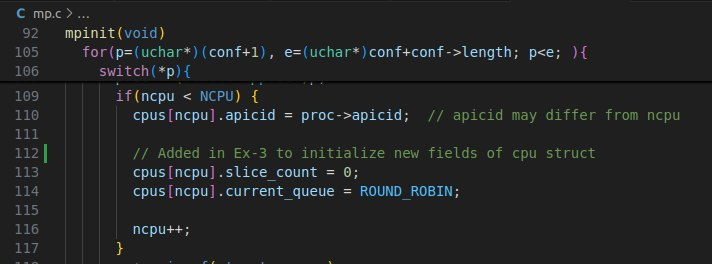 C mp.c > ...
92 mpinit(void)
105 for(p=(uchar*)(conf+1), e=(uchar*)conf+conf->length; p<e; ){
106 switch(*p){
109 if(ncpu < NCPU) {
110 cpus[ncpu].apicid = proc->apicid;  // apicid may differ from ncpu
111
112 // Added in Ex-3 to initialize new fields of cpu struct
113 cpus[ncpu].slice_count = 0;
114 cpus[ncpu].current_queue = ROUND_ROBIN;
115
116 ncpu++;
117 }